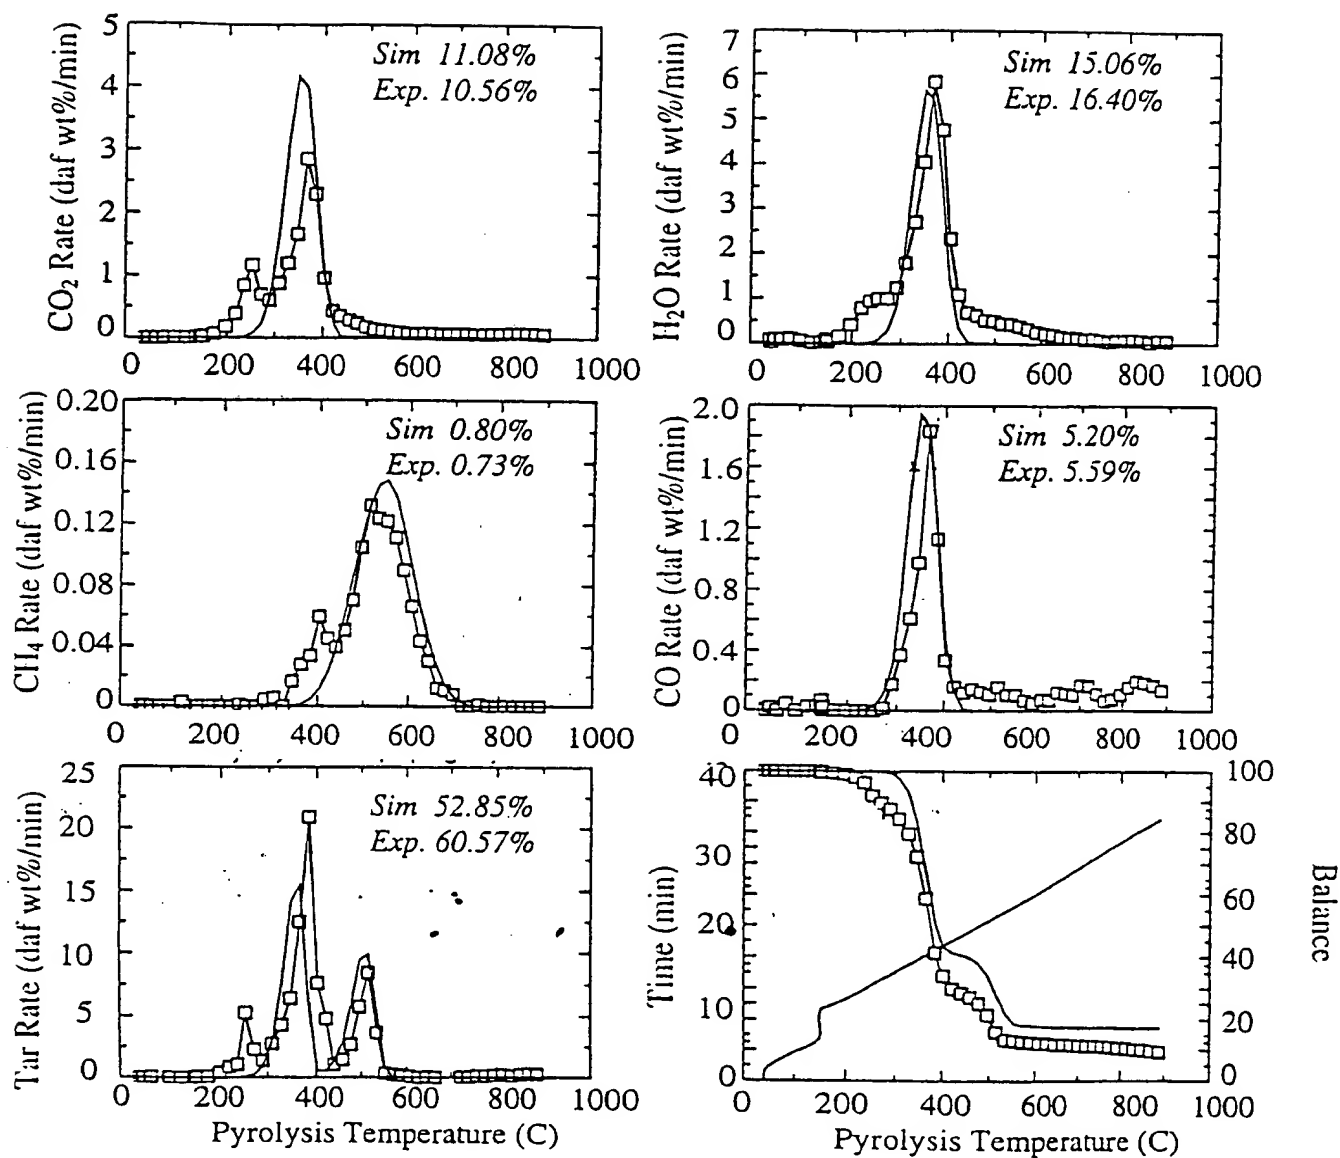 5
4
3
2
1
0
CO2 Rate (daf wt%/min)
Sim 11.08%
Exp. 10.56%
0 200 400 600 800 1000
7
6
5
4
3
2
1
0
H2O Rate (daf wt%/min)
Sim 15.06%
Exp. 16.40%
0 200 400 600 800 1000
0.20
0.16
0.12
0.08
0.04
0
CH4 Rate (daf wt%/min)
Sim 0.80%
Exp. 0.73%
0 200 400 600 800 1000
2.0
1.6
1.2
0.8
0.4
0
CO Rate (daf wt%/min)
Sim 5.20%
Exp. 5.59%
0 200 400 600 800 1000
25
20
15
10
5
0
Tar Rate (daf wt%/min)
Sim 52.85%
Exp. 60.57%
0 200 400 600 800 1000
Pyrolysis Temperature (C)
40
30
20
10
0
Time (min)
100
80
60
40
20
0
Balance
0 200 400 600 800 1000
Pyrolysis Temperature (C)